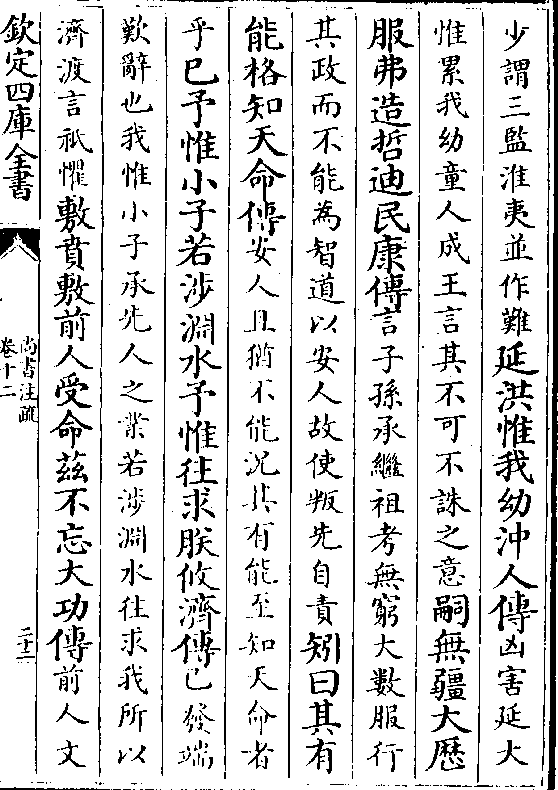 少謂三監淮夷並作難延洪惟我幼沖人傳凶害延大
惟累我幼童人成王言其不可不誅之意嗣無疆大歷
服弗造哲迪民康傳言子孫承繼祖考無窮大數服行
其政而不能為智道以安人故使叛先自責矧曰其有
能格知天命傳安人且猶不能況其有能至知天命者
乎已予惟小子若涉淵水予惟往求朕攸濟傳已發端
歎辭也我惟小子承先人之業若涉淵水往求我所以
濟渡言祇懼敷賁敷前人受命茲不忘大功傳前人文
欽定四庫全書
尚書注疏
卷十二
二十二